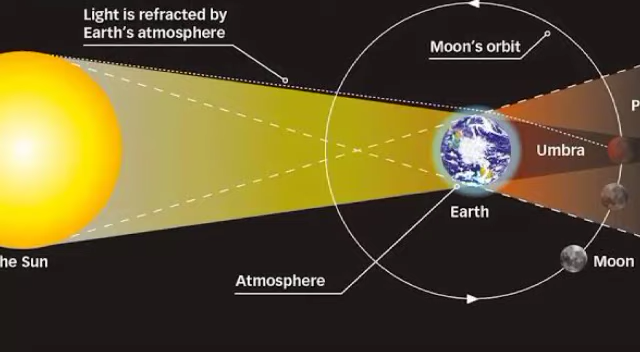 Light is refracted by
Earth's atmosphere
Moon's orbit
P
Umbra
Earth
he Sun
Atmosphere
Moon